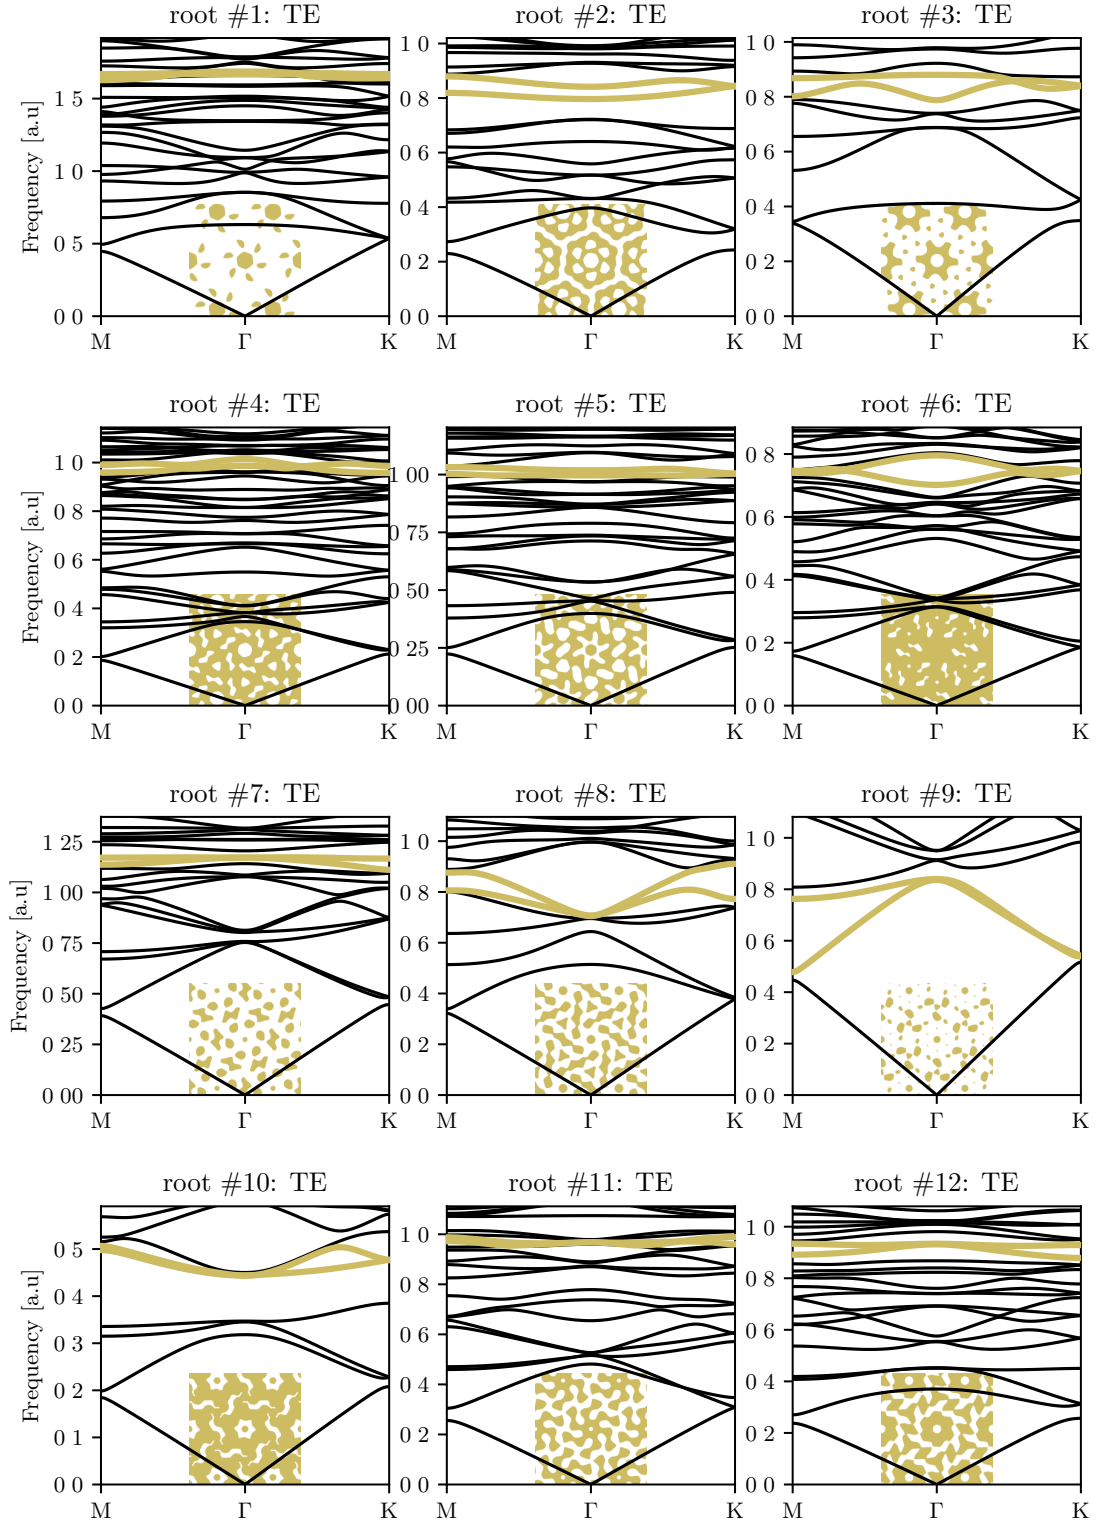 root #1: TE
Frequency [a.u]
1 5
1 0
0 5
0 0
M Γ K
root #2: TE
1 0
0 8
0 6
0 4
0 2
0 0
M Γ K
root #3: TE
1 0
0 8
0 6
0 4
0 2
0 0
M Γ K
root #4: TE
Frequency [a.u]
1 0
0 8
0 6
0 4
0 2
0 0
M Γ K
root #5: TE
1 00
0 75
0 50
0 25
0 00
M Γ K
root #6: TE
0 8
0 6
0 4
0 2
0 0
M Γ K
root #7: TE
Frequency [a.u]
1 25
1 00
0 75
0 50
0 25
0 00
M Γ K
root #8: TE
1 0
0 8
0 6
0 4
0 2
0 0
M Γ K
root #9: TE
1 0
0 8
0 6
0 4
0 2
0 0
M Γ K
root #10: TE
Frequency [a.u]
0 5
0 4
0 3
0 2
0 1
0 0
M Γ K
root #11: TE
1 0
0 8
0 6
0 4
0 2
0 0
M Γ K
root #12: TE
1 0
0 8
0 6
0 4
0 2
0 0
M Γ K